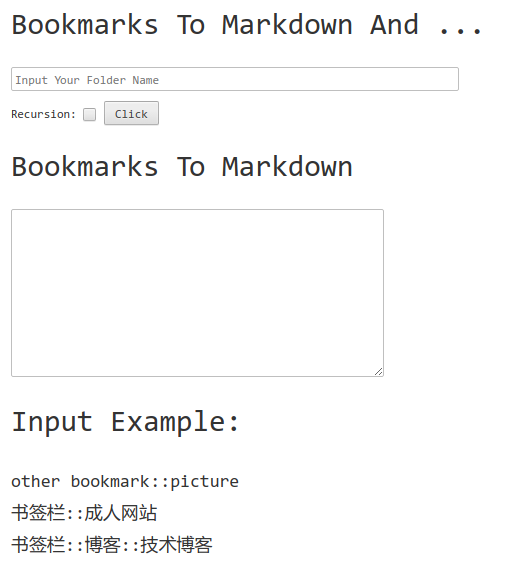 Bookmarks To Markdown And ...
Input Your Folder Name
Recursion: Click
Bookmarks To Markdown
Input Example:
other bookmark::picture
书签栏::成人网站
书签栏::博客::技术博客